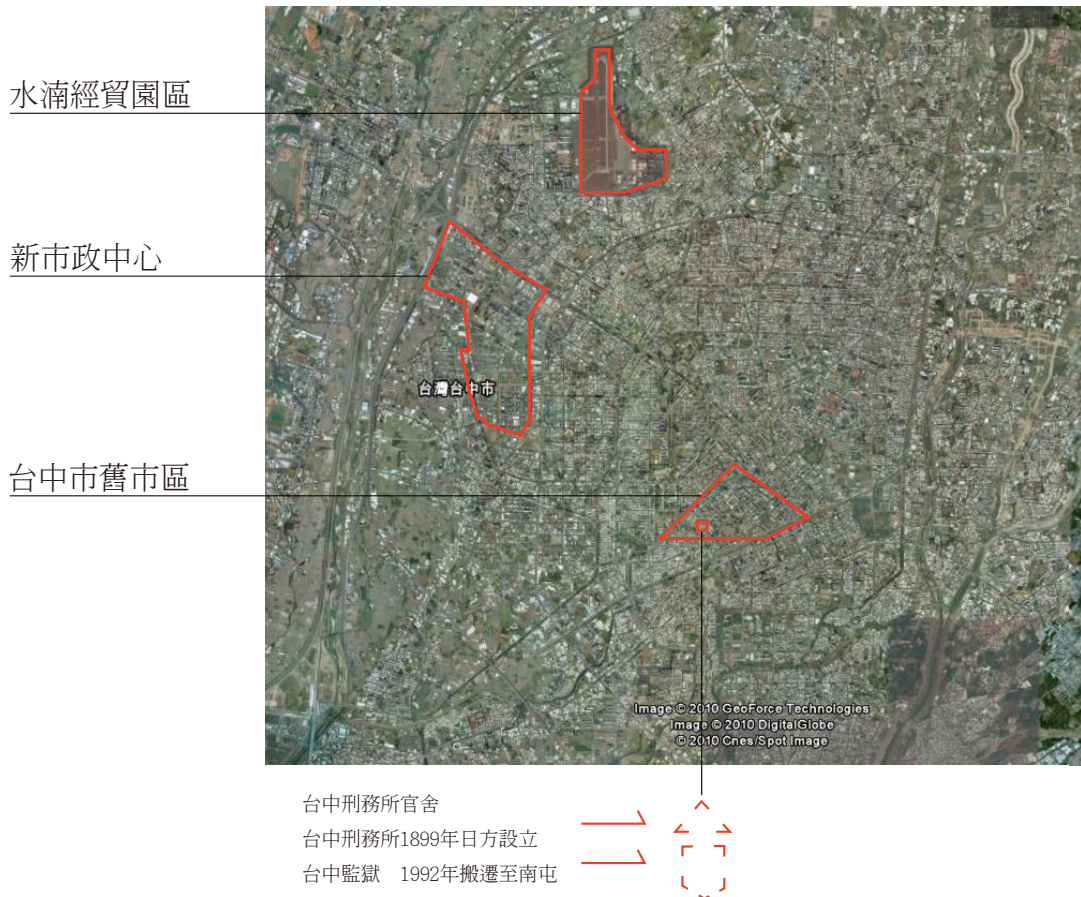 水湳經貿園區
新市政中心
台灣台中市
台中市舊市區
Image © 2010 GeoForce Technologies
Image © 2010 DigitalGlobe
© 2010 Cnes/Spot Image
台中刑務所官舍
台中刑務所1899年日方設立
台中監獄　1992年搬遷至南屯